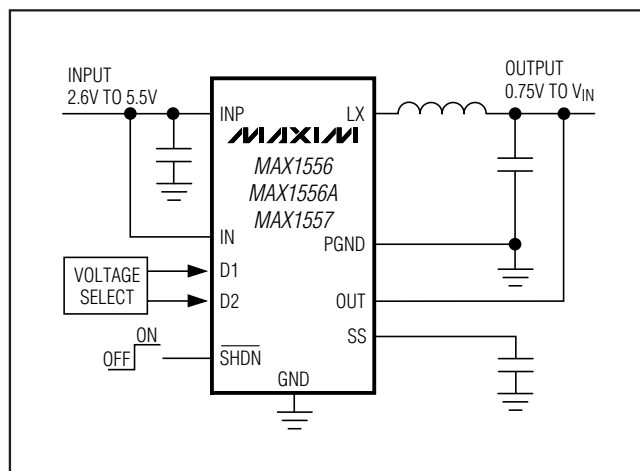 INPUT
2.6V TO 5.5V
OUTPUT
0.75V TO VIN
INP
LX
MAXIM
MAX1556
MAX1556A
MAX1557
IN
PGND
VOLTAGE
SELECT
D1
D2
OUT
SS
ON
OFF
SHDN
GND